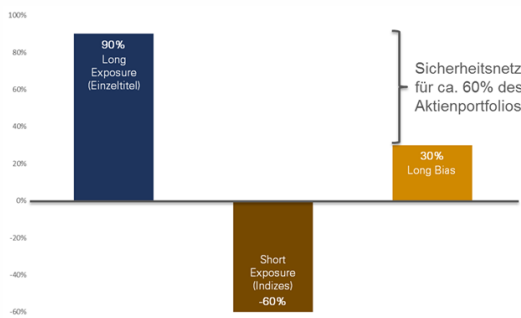 100%
80%
60%
40%
20%
0%
-20%
-40%
-60%
90%
Long
Exposure
(Einzeltitel)
Short
Exposure
(Indizes)
-60%
30%
Long Bias
Sicherheitsnetz
für ca. 60% des
Aktienportfolios